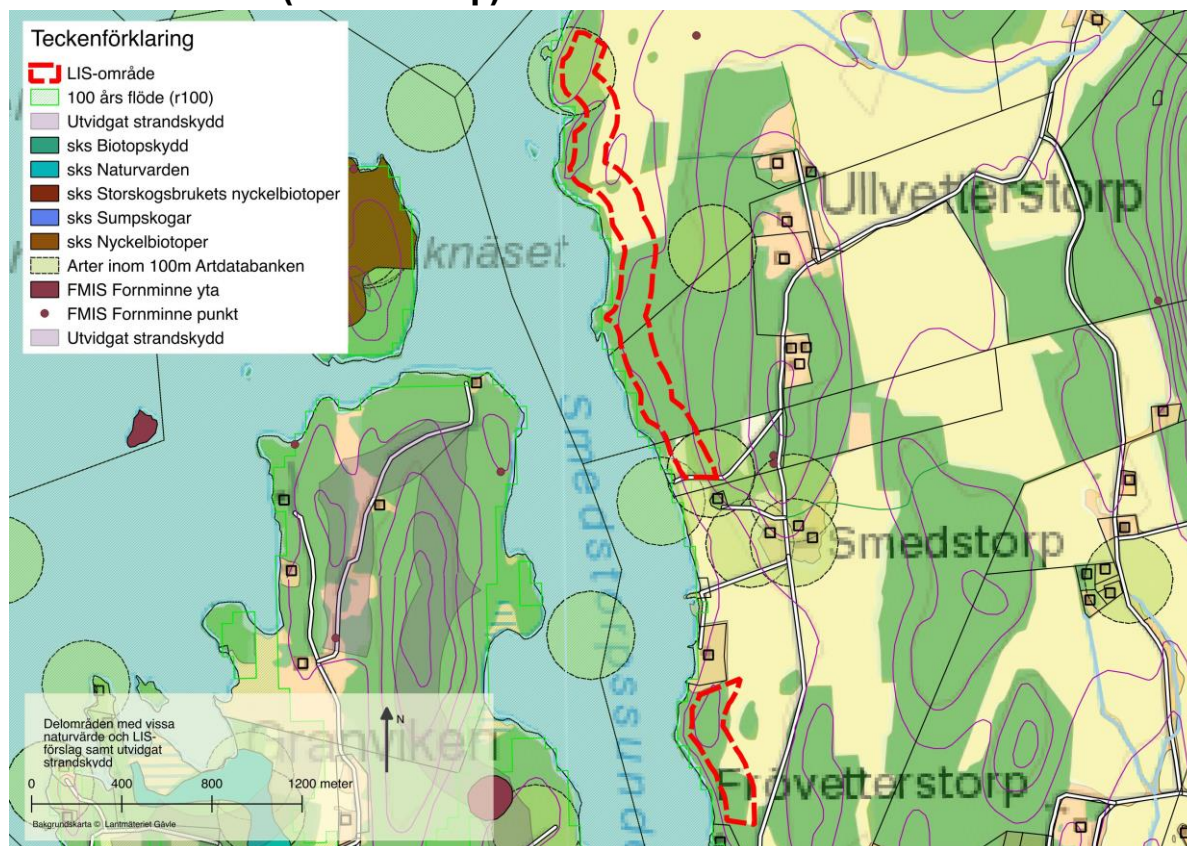 Teckenförklaring
LIS-område
100 års flöde (r100)
Utvidgat strandskydd
sks Biotopskydd
sks Naturvarden
sks Storskogsbrukets nyckelbiotoper
sks Sumpskogar
sks Nyckelbiotoper
Arter inom 100m Artdatabanken
FMIS Fornminne yta
FMIS Fornminne punkt
Utvidgat strandskydd
knäset
Ullvetterstorp
Smedstorpssund
Smedstorp
Granviken
Frövetterstorp
Delområden med vissa
naturvärde och LIS-
förslag samt utvidgat
strandskydd
N
0 400 800 1200 meter
Bakgrundskarta © Lantmäteriet Gävle